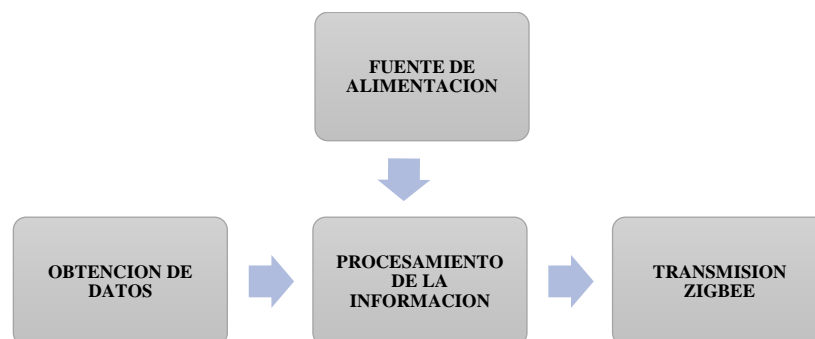 FUENTE DE
ALIMENTACION
OBTENCION DE
DATOS
PROCESAMIENTO
DE LA
INFORMACION
TRANSMISION
ZIGBEE